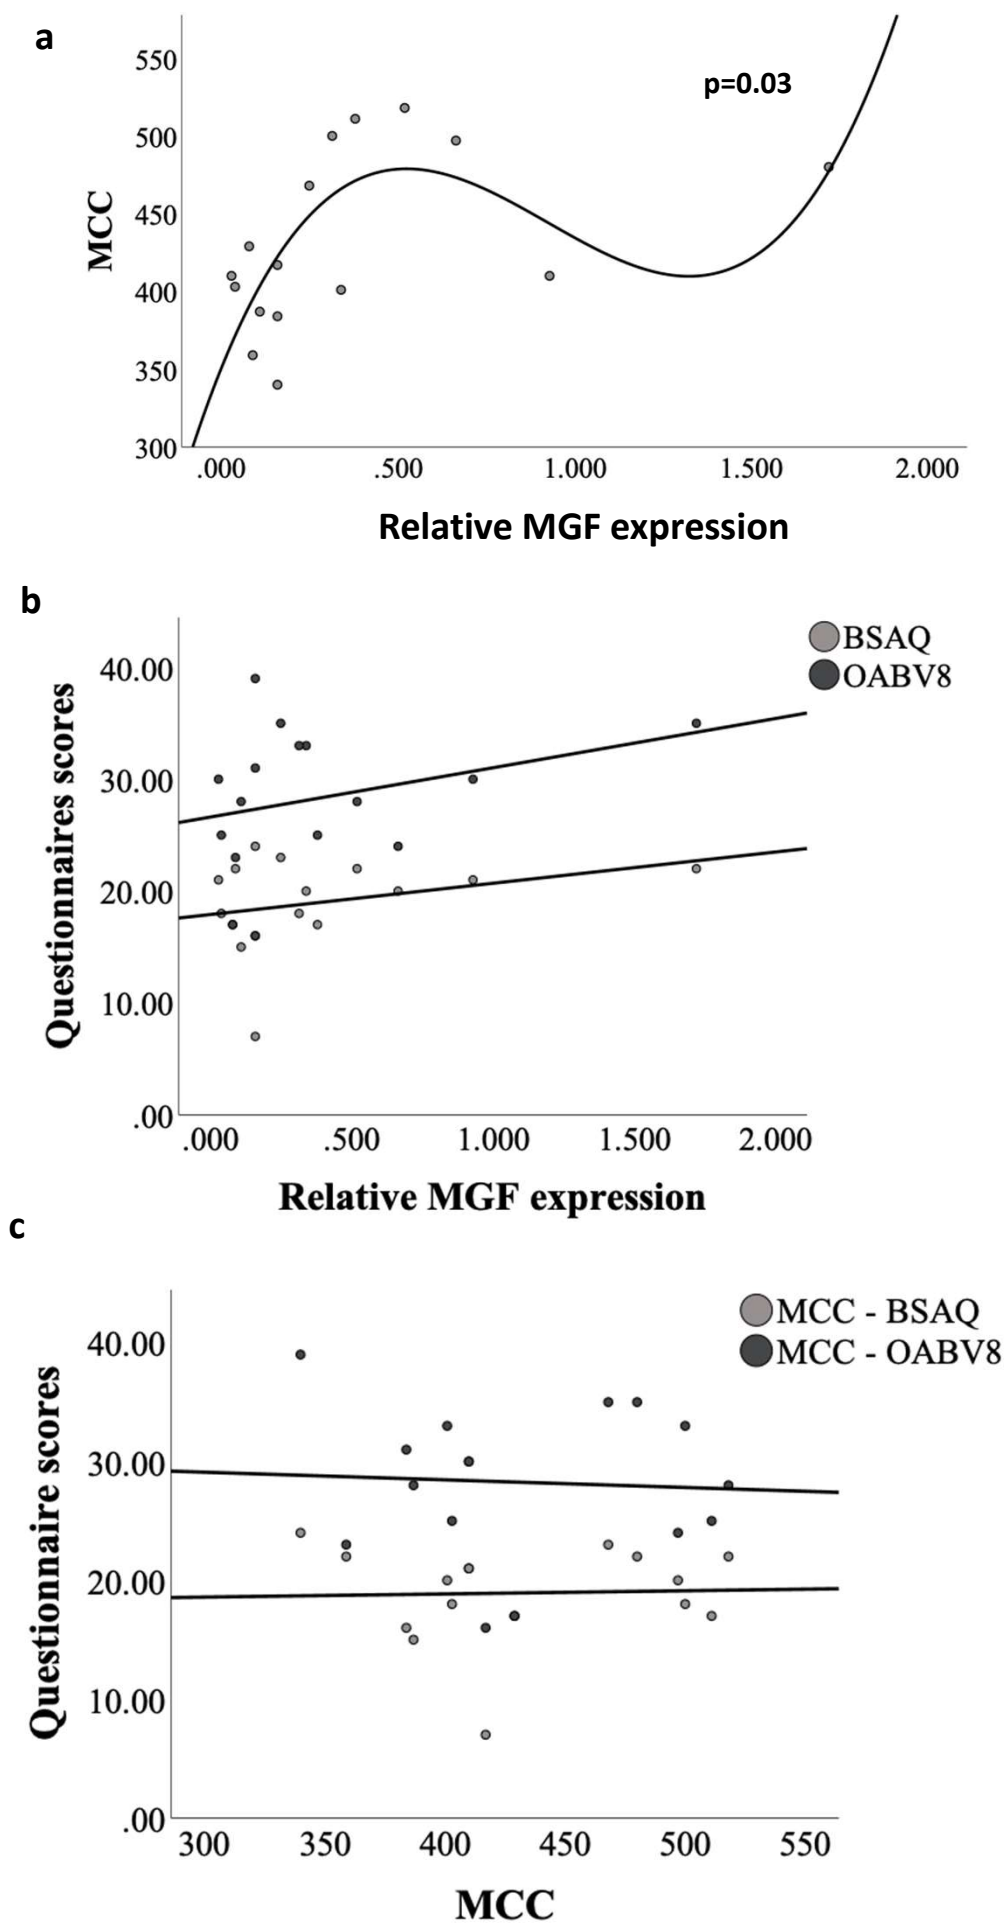 a
550
500
450
400
350
300
MCC
p=0.03
.000 .500 1.000 1.500 2.000
Relative MGF expression
b
BSAQ
OABV8
40.00
30.00
20.00
10.00
.00
Questionnaires scores
.000 .500 1.000 1.500 2.000
Relative MGF expression
c
MCC - BSAQ
MCC - OABV8
40.00
30.00
20.00
10.00
.00
Questionnaire scores
300 350 400 450 500 550
MCC